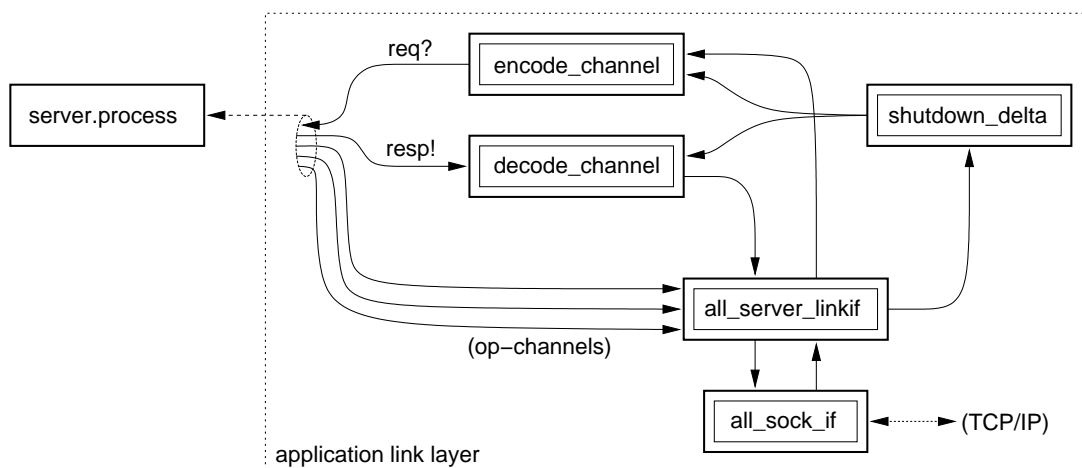 req?
encode_channel
server.process
shutdown_delta
resp!
decode_channel
all_server_linkif
(op−channels)
all_sock_if
(TCP/IP)
application link layer